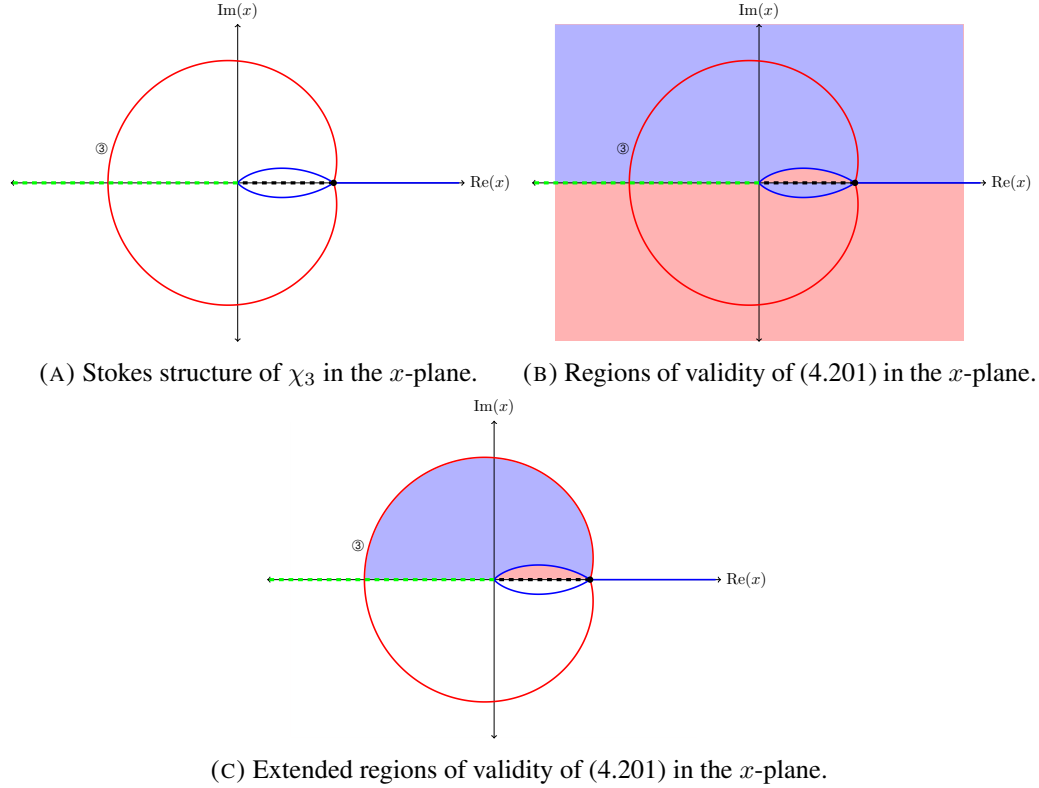 Im(x)
Im(x)
③
③
Re(x)
Re(x)
(A) Stokes structure of χ₃ in the x-plane.
(B) Regions of validity of (4.201) in the x-plane.
Im(x)
③
Re(x)
(C) Extended regions of validity of (4.201) in the x-plane.